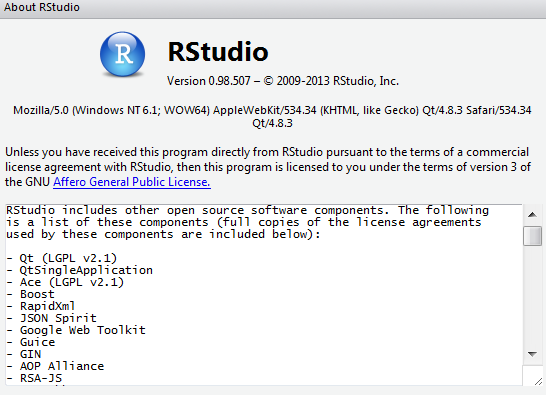 About RStudio
R
RStudio
Version 0.98.507 – © 2009-2013 RStudio, Inc.
Mozilla/5.0 (Windows NT 6.1; WOW64) AppleWebKit/534.34 (KHTML, like Gecko) Qt/4.8.3 Safari/534.34
Qt/4.8.3
Unless you have received this program directly from RStudio pursuant to the terms of a commercial
license agreement with RStudio, then this program is licensed to you under the terms of version 3 of
the GNU Affero General Public License.
RStudio includes other open source software components. The following
is a list of these components (full copies of the license agreements
used by these components are included below):
- Qt (LGPL v2.1)
- QtSingleApplication
- Ace (LGPL v2.1)
- Boost
- RapidXml
- JSON Spirit
- Google Web Toolkit
- Guice
- GIN
- AOP Alliance
- RSA-JS